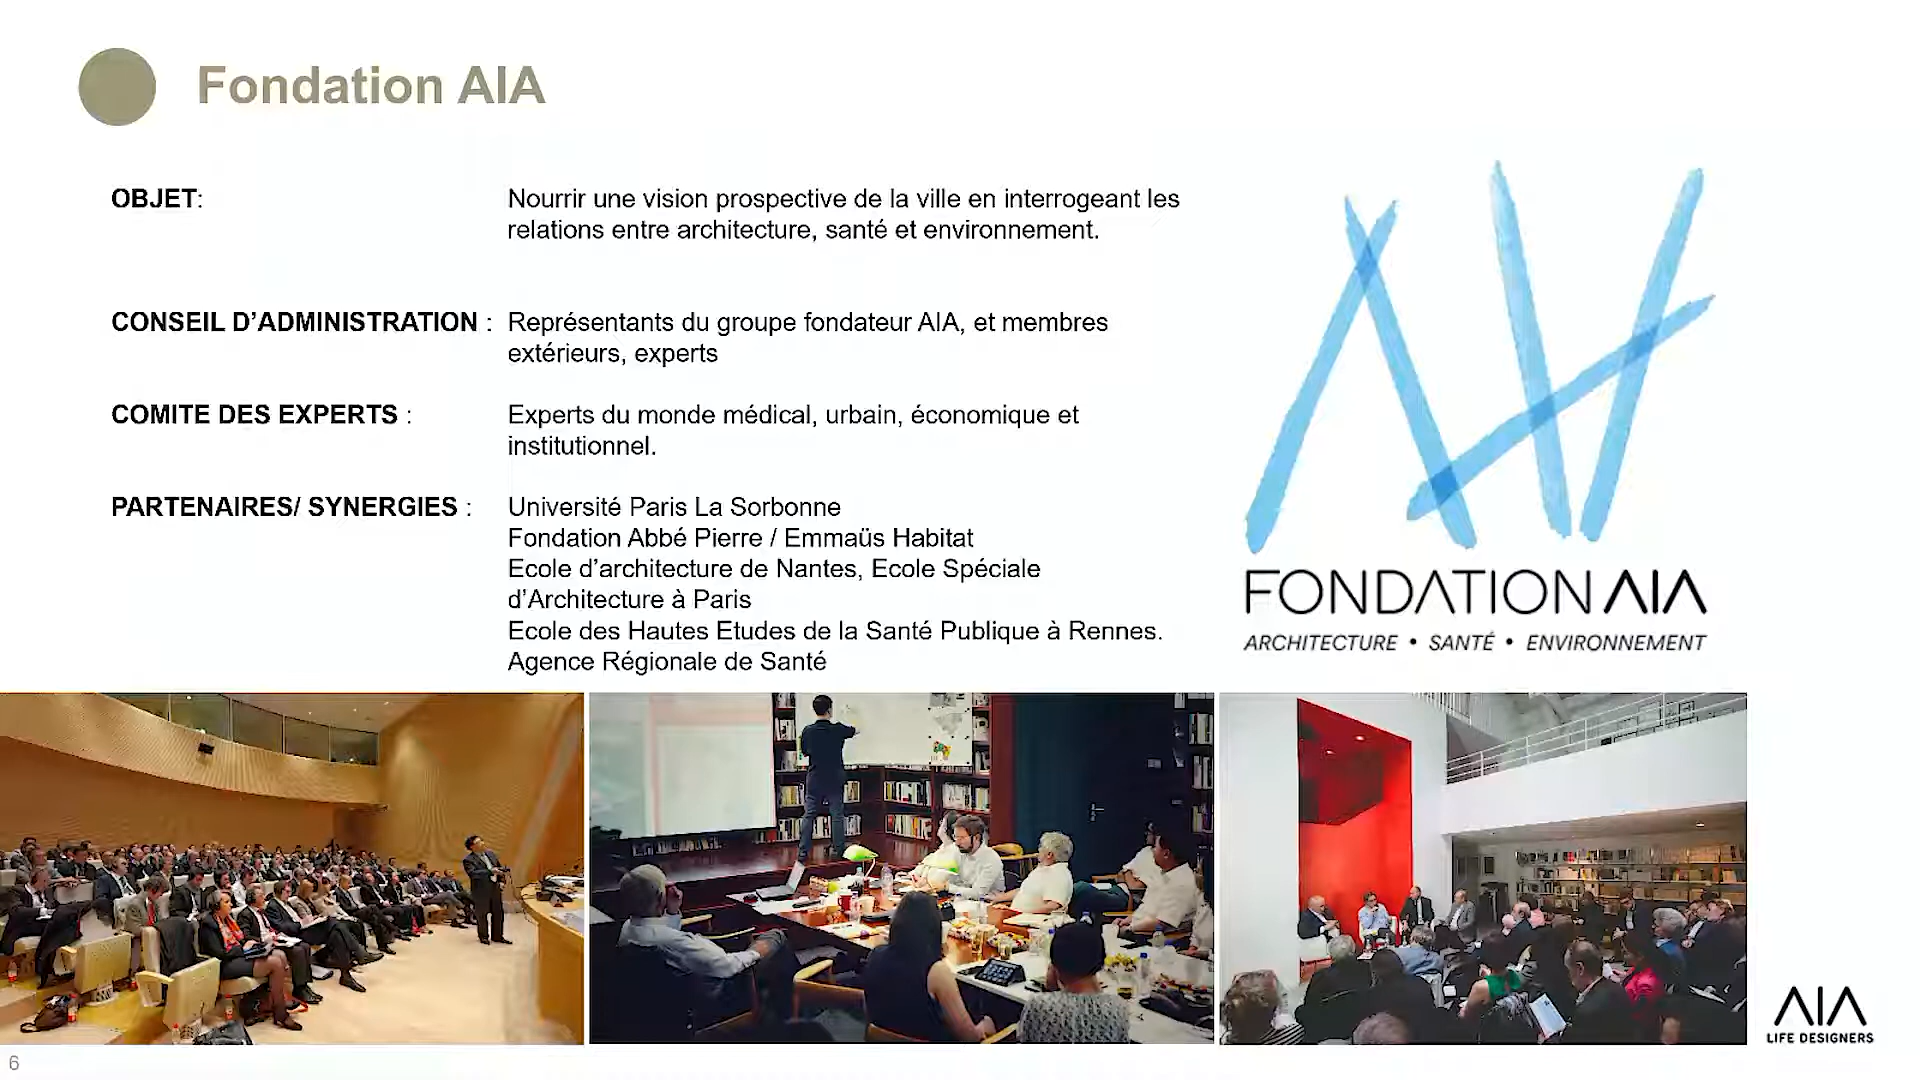 Fondation AIA
OBJET:
Nourrir une vision prospective de la ville en interrogeant les
relations entre architecture, santé et environnement.
CONSEIL D’ADMINISTRATION :
Représentants du groupe fondateur AIA, et membres
extérieurs, experts
COMITE DES EXPERTS :
Experts du monde médical, urbain, économique et
institutionnel.
PARTENAIRES/ SYNERGIES :
Université Paris La Sorbonne
Fondation Abbé Pierre / Emmaüs Habitat
Ecole d’architecture de Nantes, Ecole Spéciale
d’Architecture à Paris
Ecole des Hautes Etudes de la Santé Publique à Rennes.
Agence Régionale de Santé
FONDATION AIA
ARCHITECTURE • SANTÉ • ENVIRONNEMENT
AIA
LIFE DESIGNERS
6